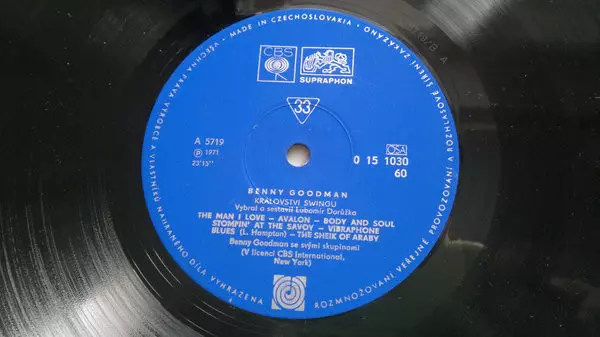 VŠECHNA PRÁVA VÝROBCE A VLASTNÍKŮ NAHRANÉHO DÍLA VYHRAZENA
ROZMNOŽOVÁNÍ VEŘEJNÉ PROVOZOVÁNÍ A ROZHLASOVÉ ŠÍŘENÍ ZAKÁZÁNO
MADE IN CZECHOSLOVAKIA
CBS
SUPRAPHON
33
A 5719
Ⓟ 1971
23'15"
OSA
0 15 1030
60
BENNY GOODMAN
KRÁLOVSTVÍ SWINGU
Vybral a sestavil Lubomír Dorůžka
THE MAN I LOVE – AVALON – BODY AND SOUL
STOMPIN' AT THE SAVOY – VIBRAPHONE
BLUES (L. Hampton) – THE SHEIK OF ARABY
Benny Goodman se svými skupinami
(V licenci CBS International,
New York)